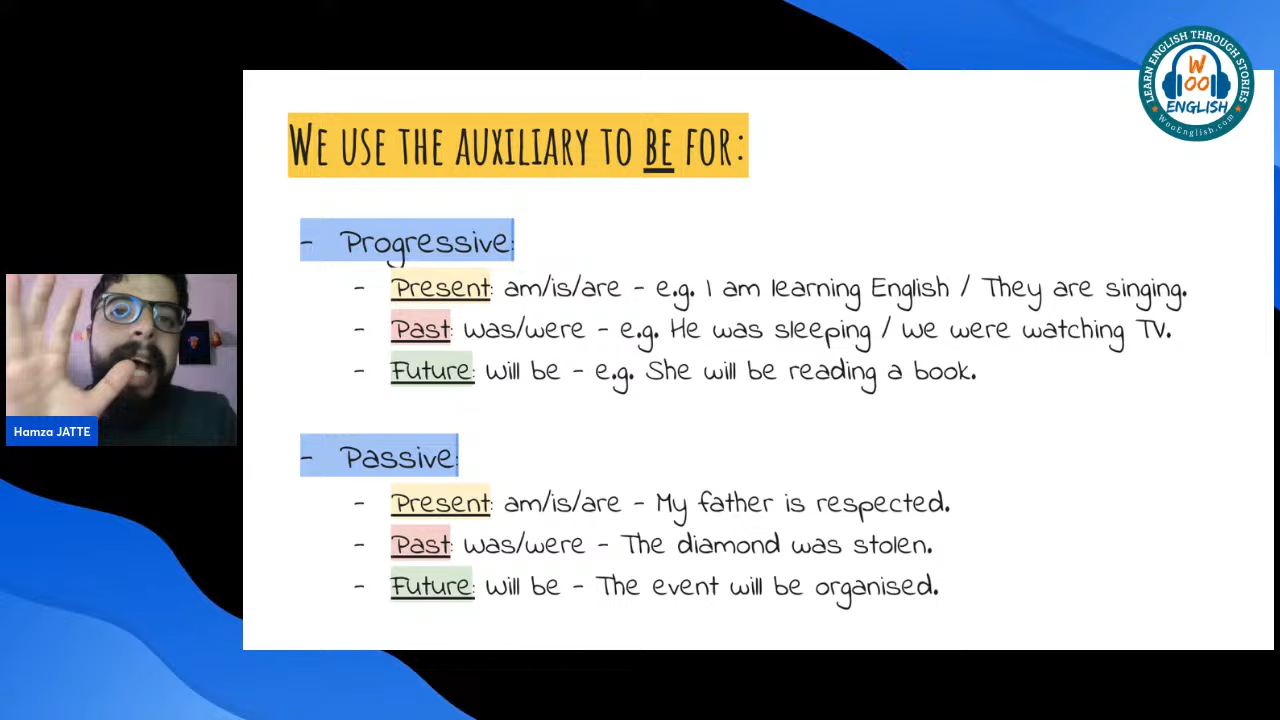 LEARN ENGLISH THROUGH STORIES
WOO
ENGLISH
WooEnglish.com
WE USE THE AUXILIARY TO BE FOR:
- Progressive:
- Present: am/is/are - e.g. I am learning English / They are singing.
- Past: was/were - e.g. He was sleeping / we were watching TV.
- Future: will be - e.g. She will be reading a book.
Hamza JATTE
- Passive:
- Present: am/is/are - My father is respected.
- Past: was/were - The diamond was stolen.
- Future: will be - The event will be organised.